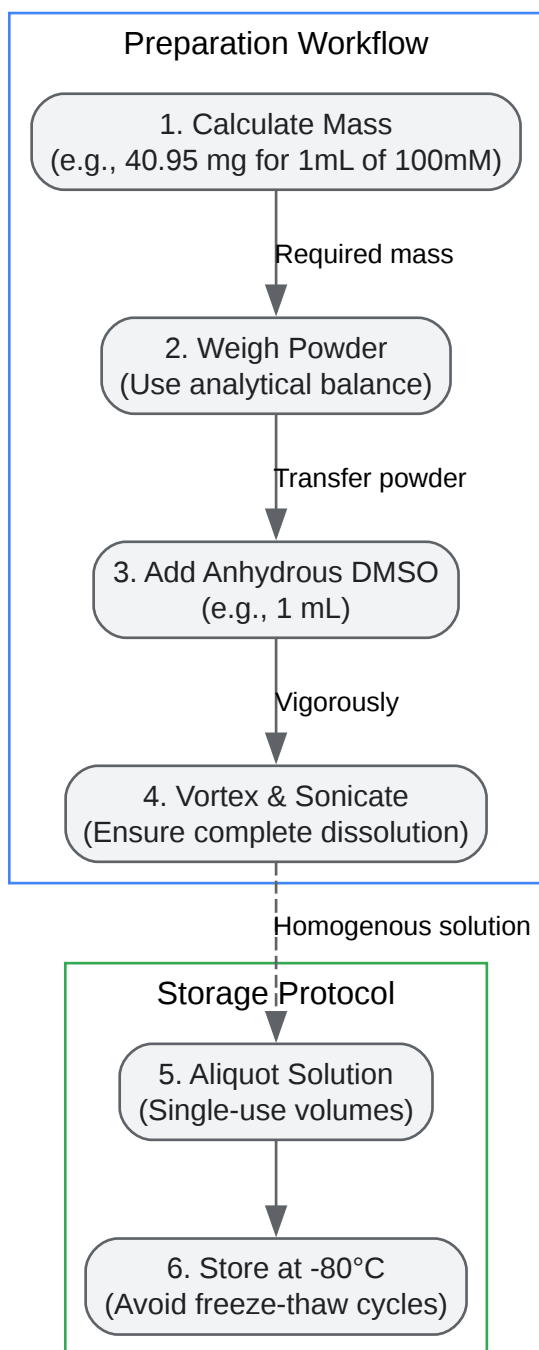 Preparation Workflow
1. Calculate Mass
(e.g., 40.95 mg for 1mL of 100mM)
Required mass
2. Weigh Powder
(Use analytical balance)
Transfer powder
3. Add Anhydrous DMSO
(e.g., 1 mL)
Vigorously
4. Vortex & Sonicate
(Ensure complete dissolution)
Homogenous solution
Storage Protocol
5. Aliquot Solution
(Single-use volumes)
6. Store at -80°C
(Avoid freeze-thaw cycles)